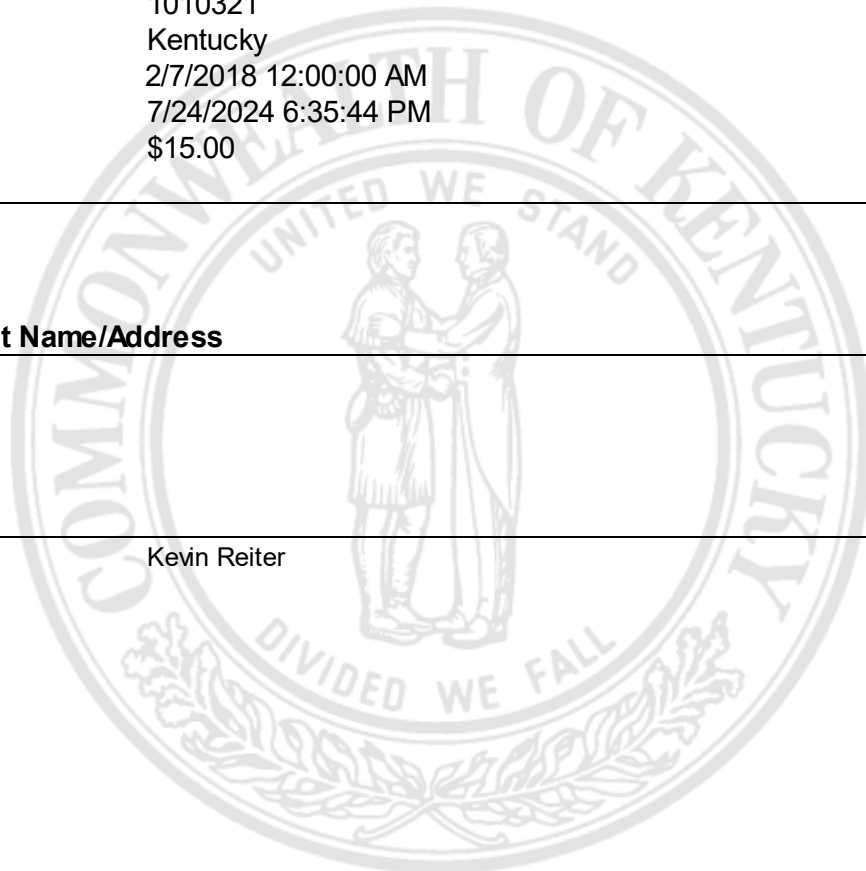 1010321
Kentucky
2/7/2018 12:00:00 AM
7/24/2024 6:35:44 PM
$15.00
t Name/Address
Kevin Reiter
COMMONWEALTH OF KENTUCKY
UNITED WE STAND
DIVIDED WE FALL